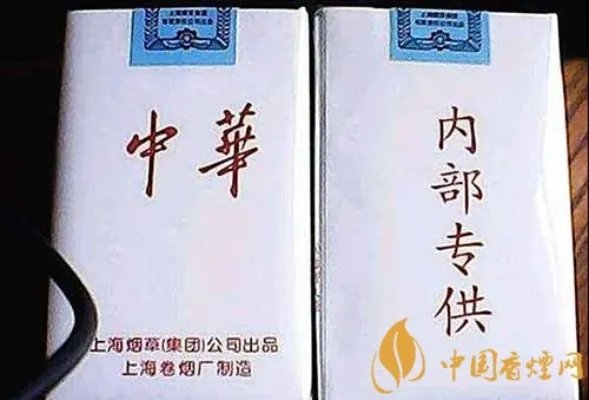 中華
上海烟草(集团)公司出品
上海卷烟厂制造
内部专供
中国香煙网